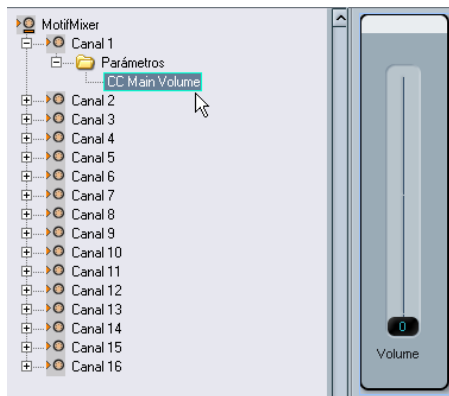 MotifMixer
Canal 1
Parámetros
CC Main Volume
Canal 2
Canal 3
Canal 4
Canal 5
Canal 6
Canal 7
Canal 8
Canal 9
Canal 10
Canal 11
Canal 12
Canal 13
Canal 14
Canal 15
Canal 16
0
Volume